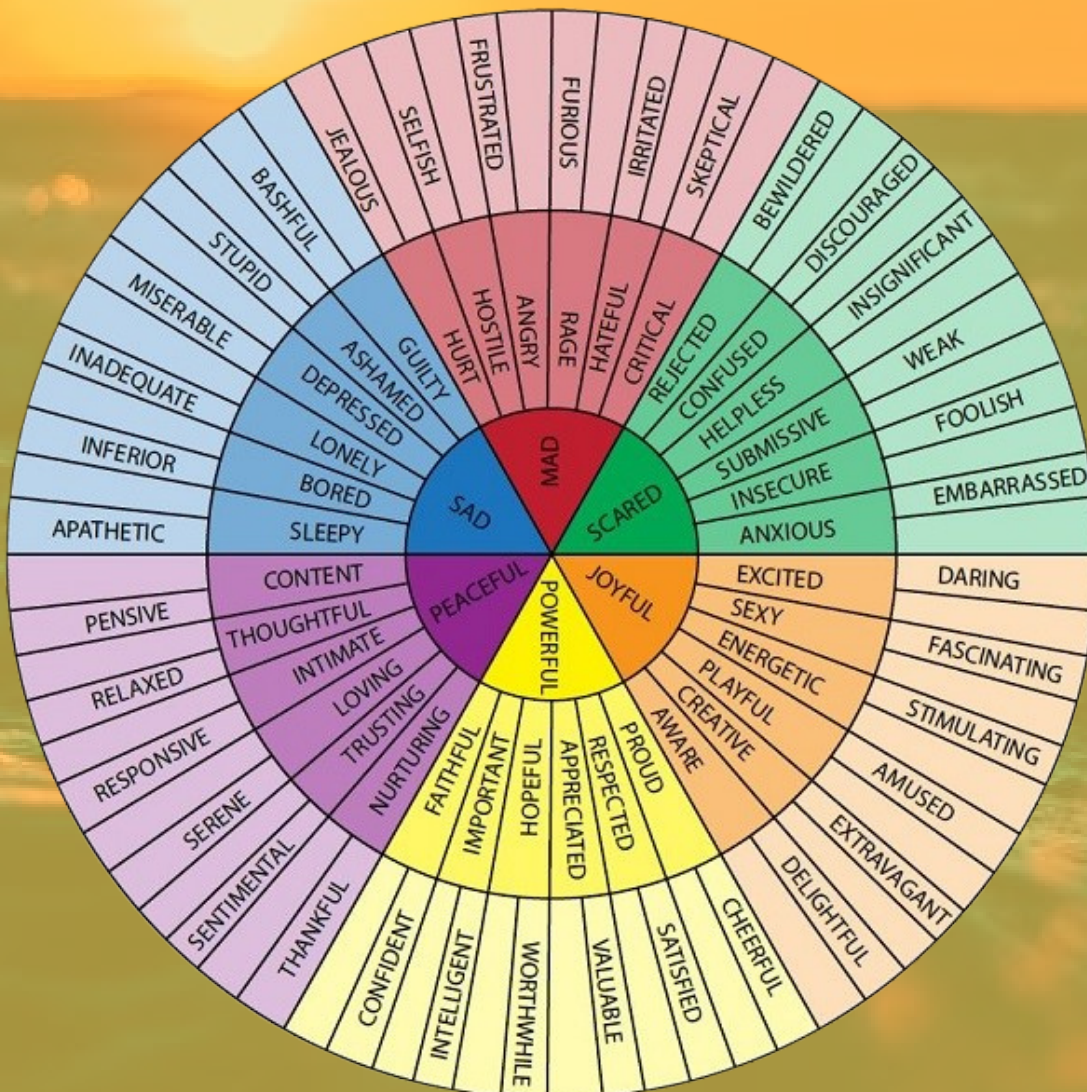 MAD
SCARED
JOYFUL
POWERFUL
PEACEFUL
SAD
HURT
HOSTILE
ANGRY
RAGE
HATEFUL
CRITICAL
REJECTED
CONFUSED
HELPLESS
SUBMISSIVE
INSECURE
ANXIOUS
EXCITED
SEXY
ENERGETIC
PLAYFUL
CREATIVE
AWARE
PROUD
RESPECTED
APPRECIATED
HOPEFUL
IMPORTANT
FAITHFUL
NURTURING
TRUSTING
LOVING
INTIMATE
THOUGHTFUL
CONTENT
SLEEPY
BORED
LONELY
DEPRESSED
ASHAMED
GUILTY
JEALOUS
SELFISH
FRUSTRATED
FURIOUS
IRRITATED
SKEPTICAL
BEWILDERED
DISCOURAGED
INSIGNIFICANT
WEAK
FOOLISH
EMBARRASSED
DARING
FASCINATING
STIMULATING
AMUSED
EXTRAVAGANT
DELIGHTFUL
CHEERFUL
SATISFIED
VALUABLE
WORTHWHILE
INTELLIGENT
CONFIDENT
THANKFUL
SENTIMENTAL
SERENE
RESPONSIVE
RELAXED
PENSIVE
APATHETIC
INFERIOR
INADEQUATE
MISERABLE
STUPID
BASHFUL